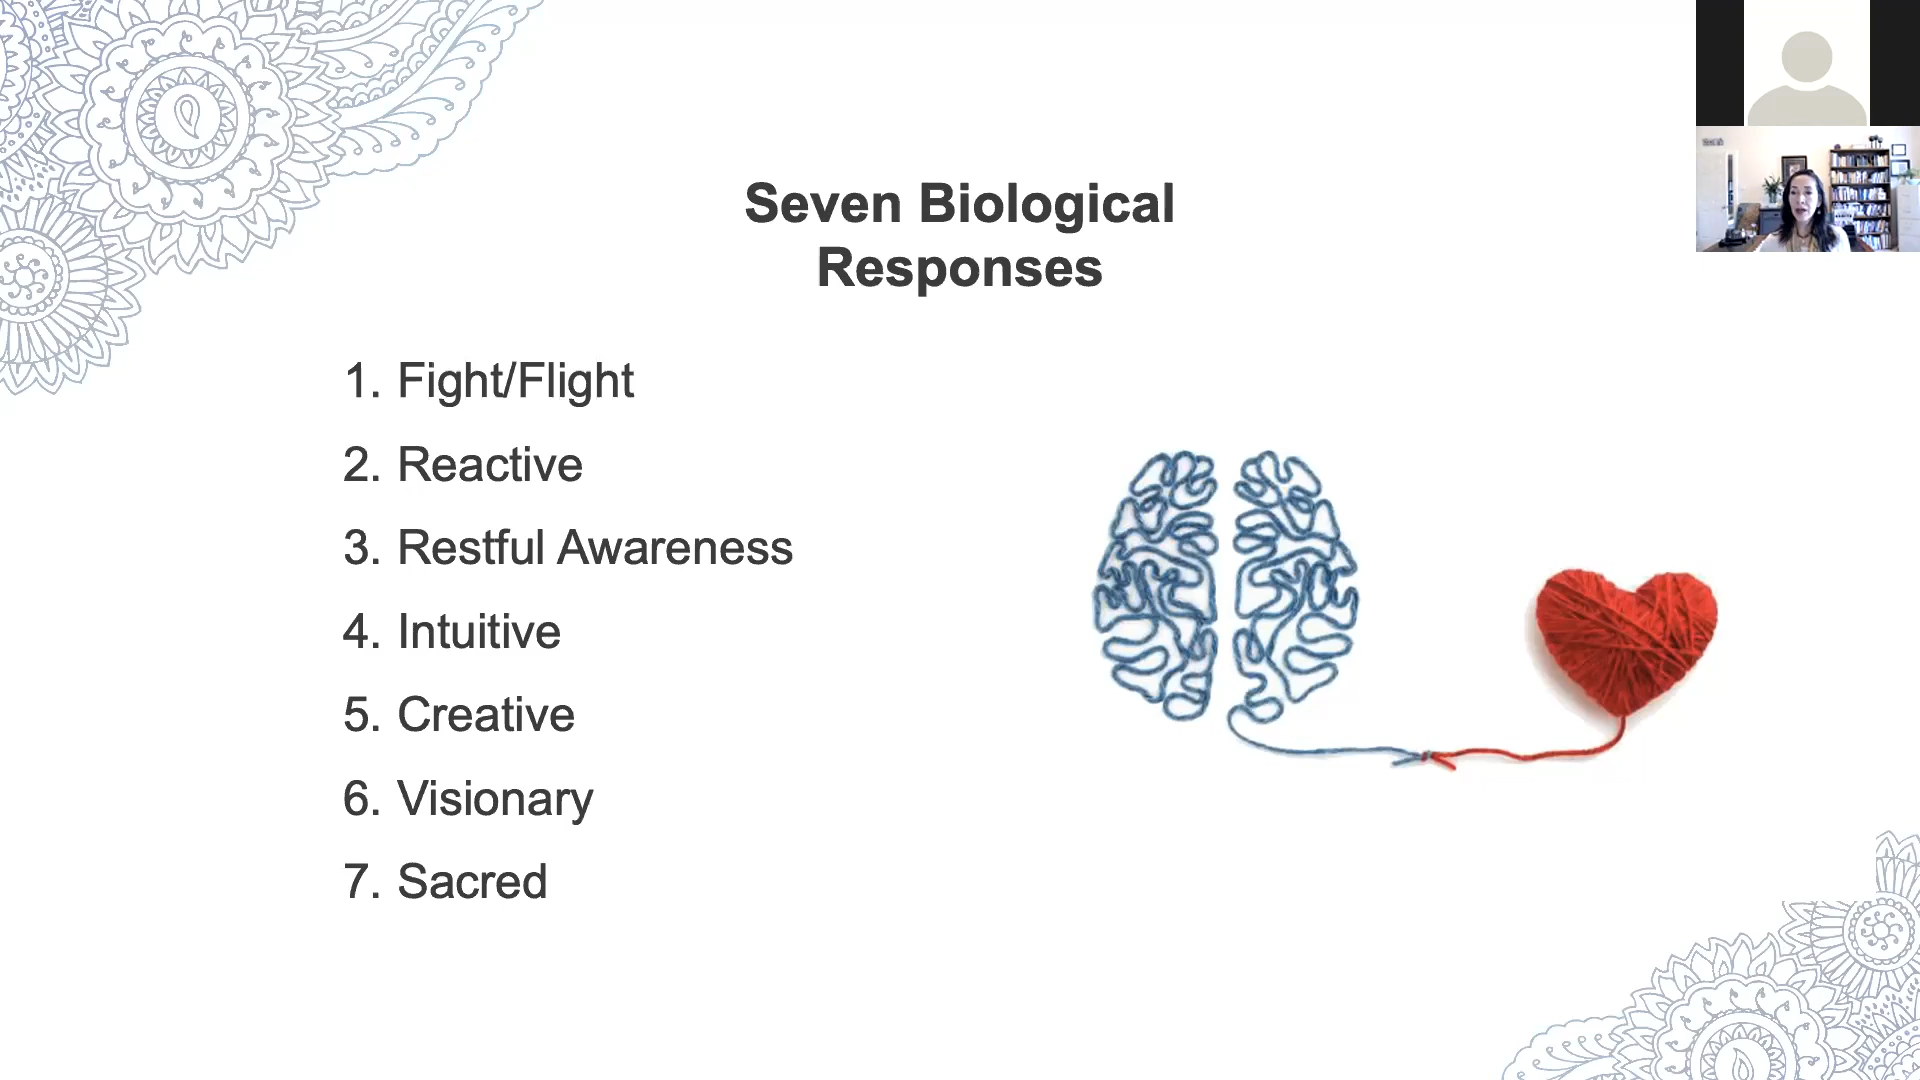 Seven Biological
Responses
1. Fight/Flight
2. Reactive
3. Restful Awareness
4. Intuitive
5. Creative
6. Visionary
7. Sacred